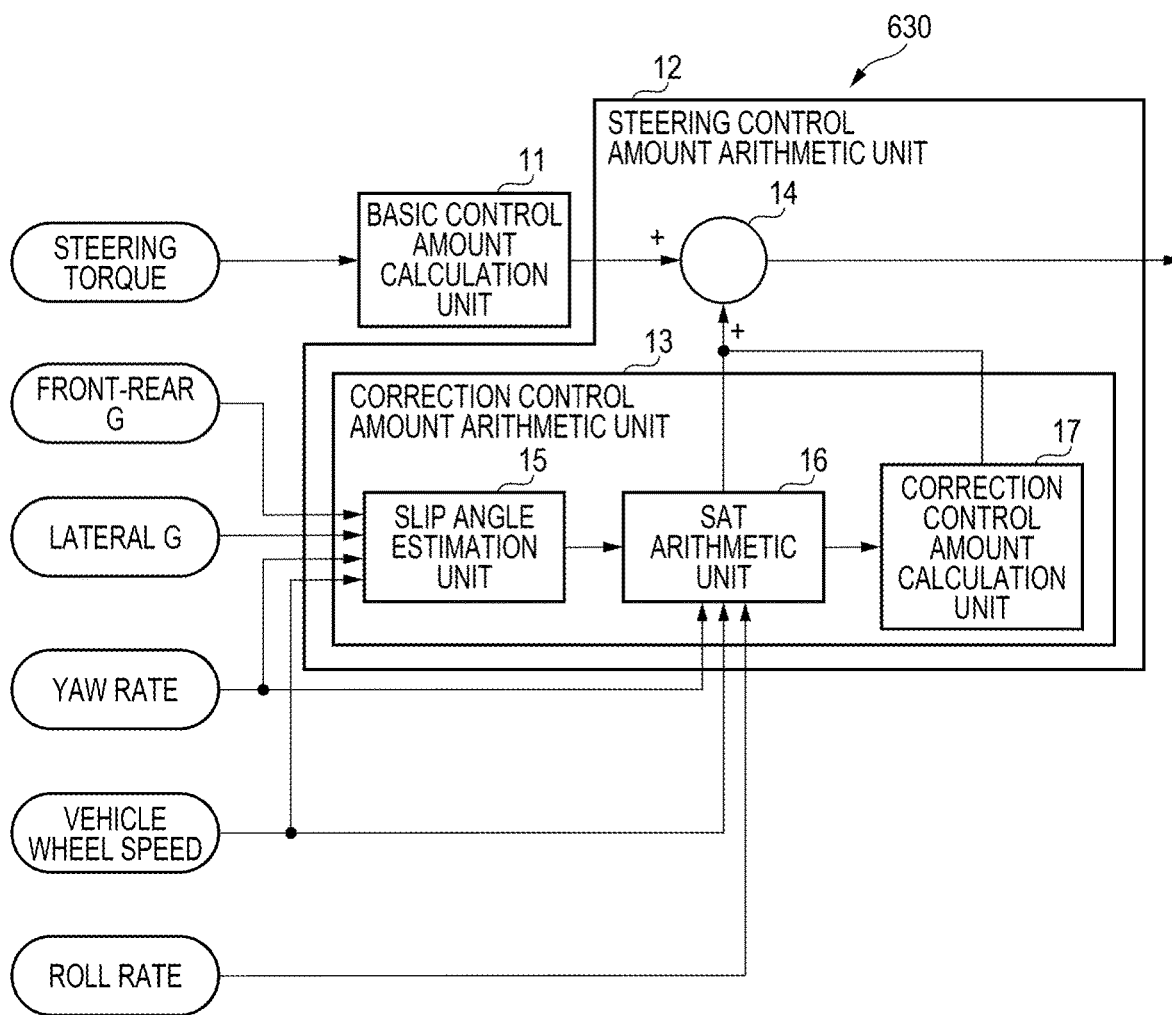 630
12
STEERING CONTROL
AMOUNT ARITHMETIC UNIT
11
BASIC CONTROL
AMOUNT
CALCULATION
UNIT
14
+
+
STEERING
TORQUE
FRONT-REAR
G
13
CORRECTION CONTROL
AMOUNT ARITHMETIC UNIT
15
SLIP ANGLE
ESTIMATION
UNIT
16
SAT
ARITHMETIC
UNIT
17
CORRECTION
CONTROL
AMOUNT
CALCULATION
UNIT
LATERAL G
YAW RATE
VEHICLE
WHEEL SPEED
ROLL RATE